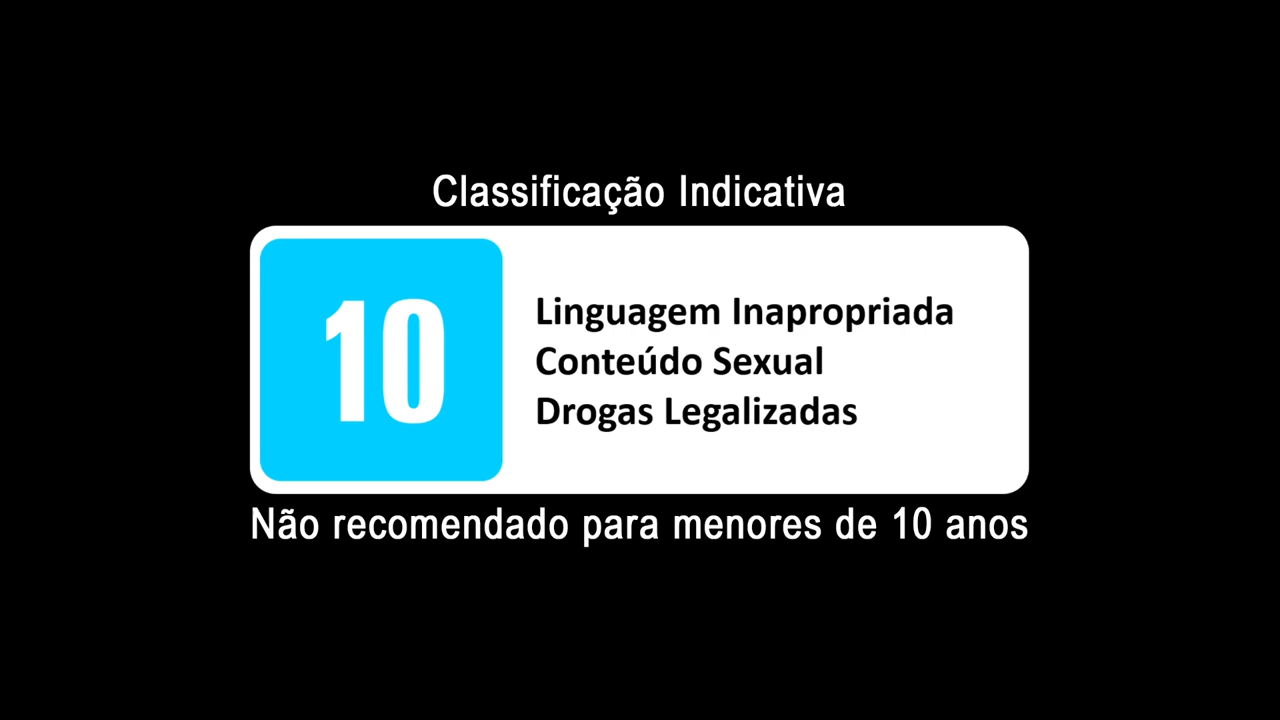 Classificação Indicativa
10
Linguagem Inapropriada
Conteúdo Sexual
Drogas Legalizadas
Não recomendado para menores de 10 anos